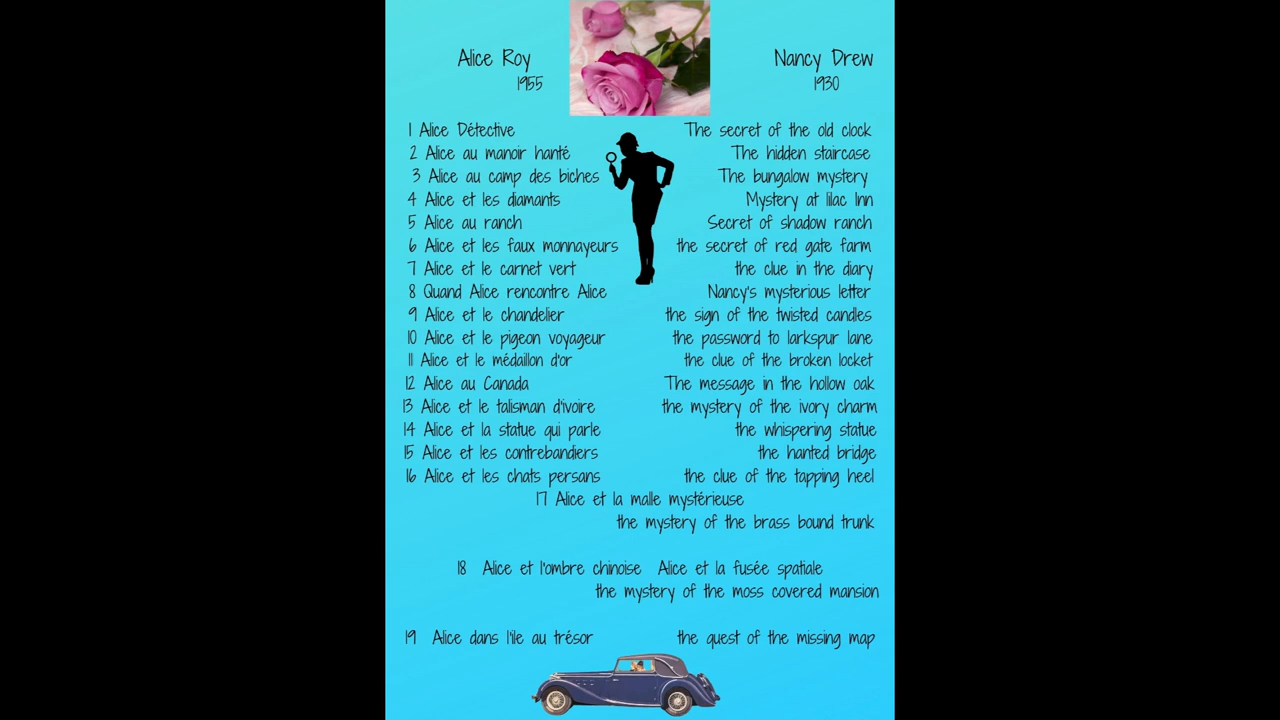 Alice Roy Nancy Drew
1955 1930
1 Alice Détective The secret of the old clock
2 Alice au manoir hanté The hidden staircase
3 Alice au camp des biches The bungalow mystery
4 Alice et les diamants Mystery at lilac Inn
5 Alice au ranch Secret of shadow ranch
6 Alice et les faux monnayeurs the secret of red gate farm
7 Alice et le carnet vert the clue in the diary
8 Quand Alice rencontre Alice Nancy's mysterious letter
9 Alice et le chandelier the sign of the twisted candles
10 Alice et le pigeon voyageur the password to larkspur lane
11 Alice et le médaillon d'or the clue of the broken locket
12 Alice au Canada The message in the hollow oak
13 Alice et le talisman d'ivoire the mystery of the ivory charm
14 Alice et la statue qui parle the whispering statue
15 Alice et les contrebandiers the hanted bridge
16 Alice et les chats persans the clue of the tapping heel
17 Alice et la malle mystérieuse
the mystery of the brass bound trunk
18 Alice et l'ombre chinoise Alice et la fusée spatiale
the mystery of the moss covered mansion
19 Alice dans l'ile au trésor the quest of the missing map